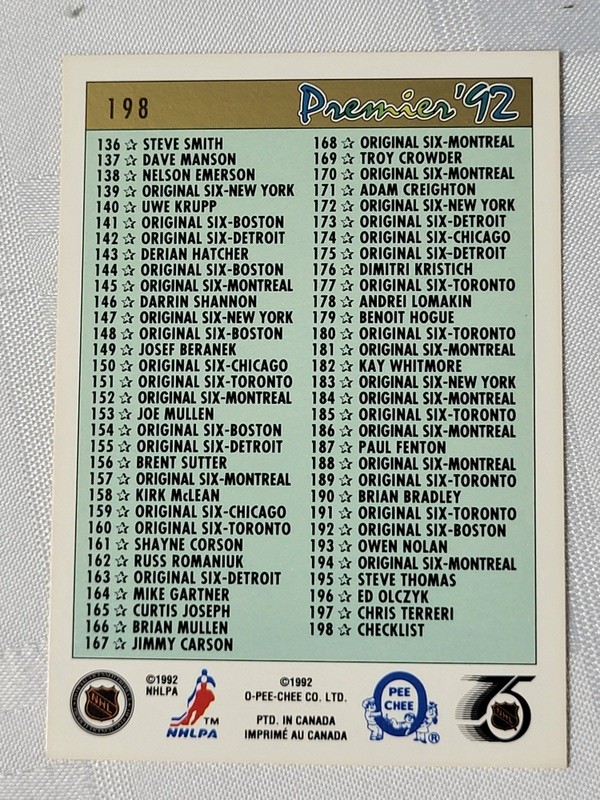 198
Premier '92
136 ☆ STEVE SMITH
137 ☆ DAVE MANSON
138 ☆ NELSON EMERSON
139 ☆ ORIGINAL SIX-NEW YORK
140 ☆ UWE KRUPP
141 ☆ ORIGINAL SIX-BOSTON
142 ☆ ORIGINAL SIX-DETROIT
143 ☆ DERIAN HATCHER
144 ☆ ORIGINAL SIX-BOSTON
145 ☆ ORIGINAL SIX-MONTREAL
146 ☆ DARRIN SHANNON
147 ☆ ORIGINAL SIX-NEW YORK
148 ☆ ORIGINAL SIX-BOSTON
149 ☆ JOSEF BERANEK
150 ☆ ORIGINAL SIX-CHICAGO
151 ☆ ORIGINAL SIX-TORONTO
152 ☆ ORIGINAL SIX-MONTREAL
153 ☆ JOE MULLEN
154 ☆ ORIGINAL SIX-BOSTON
155 ☆ ORIGINAL SIX-DETROIT
156 ☆ BRENT SUTTER
157 ☆ ORIGINAL SIX-MONTREAL
158 ☆ KIRK McLEAN
159 ☆ ORIGINAL SIX-CHICAGO
160 ☆ ORIGINAL SIX-TORONTO
161 ☆ SHAYNE CORSON
162 ☆ RUSS ROMANIUK
163 ☆ ORIGINAL SIX-DETROIT
164 ☆ MIKE GARTNER
165 ☆ CURTIS JOSEPH
166 ☆ BRIAN MULLEN
167 ☆ JIMMY CARSON
168 ☆ ORIGINAL SIX-MONTREAL
169 ☆ TROY CROWDER
170 ☆ ORIGINAL SIX-MONTREAL
171 ☆ ADAM CREIGHTON
172 ☆ ORIGINAL SIX-NEW YORK
173 ☆ ORIGINAL SIX-DETROIT
174 ☆ ORIGINAL SIX-CHICAGO
175 ☆ ORIGINAL SIX-DETROIT
176 ☆ DIMITRI KRISTICH
177 ☆ ORIGINAL SIX-TORONTO
178 ☆ ANDREI LOMAKIN
179 ☆ BENOIT HOGUE
180 ☆ ORIGINAL SIX-TORONTO
181 ☆ ORIGINAL SIX-MONTREAL
182 ☆ KAY WHITMORE
183 ☆ ORIGINAL SIX-NEW YORK
184 ☆ ORIGINAL SIX-MONTREAL
185 ☆ ORIGINAL SIX-TORONTO
186 ☆ ORIGINAL SIX-MONTREAL
187 ☆ PAUL FENTON
188 ☆ ORIGINAL SIX-MONTREAL
189 ☆ ORIGINAL SIX-TORONTO
190 ☆ BRIAN BRADLEY
191 ☆ ORIGINAL SIX-TORONTO
192 ☆ ORIGINAL SIX-BOSTON
193 ☆ OWEN NOLAN
194 ☆ ORIGINAL SIX-MONTREAL
195 ☆ STEVE THOMAS
196 ☆ ED OLCZYK
197 ☆ CHRIS TERRERI
198 ☆ CHECKLIST
NHL
©1992
NHLPA
TM
NHLPA
©1992
O-PEE-CHEE CO. LTD.
PTD. IN CANADA
IMPRIMÉ AU CANADA
PEE
CHEE
®
75
NHL